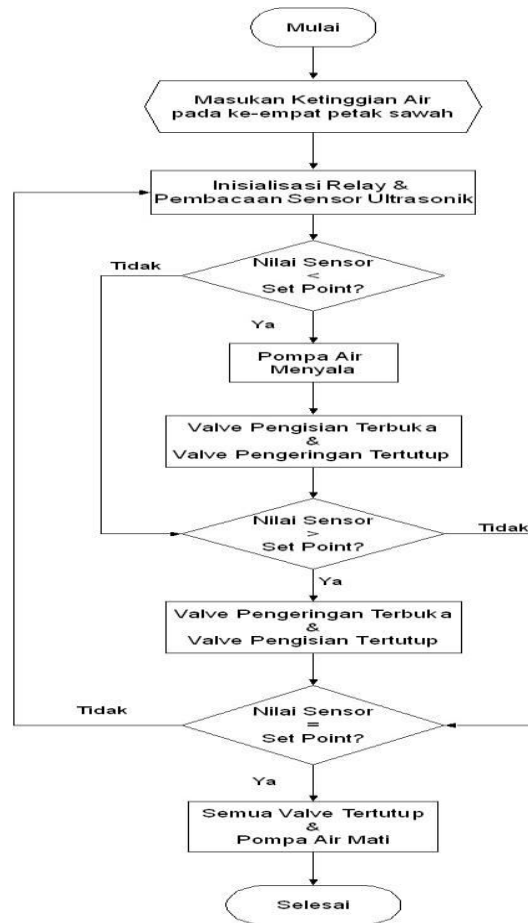 Mulai
Masukan Ketinggian Air
pada ke-empat petak sawah
Inisialisasi Relay &
Pembacaan Sensor Ultrasonik
Tidak
Nilai Sensor
<
Set Point?
Ya
Pompa Air
Menyala
Valve Pengisian Terbuka
&
Valve Pengeringan Tertutup
Nilai Sensor
>
Set Point?
Tidak
Ya
Valve Pengeringan Terbuka
&
Valve Pengisian Tertutup
Tidak
Nilai Sensor
=
Set Point?
Ya
Semua Valve Tertutup
&
Pompa Air Mati
Selesai